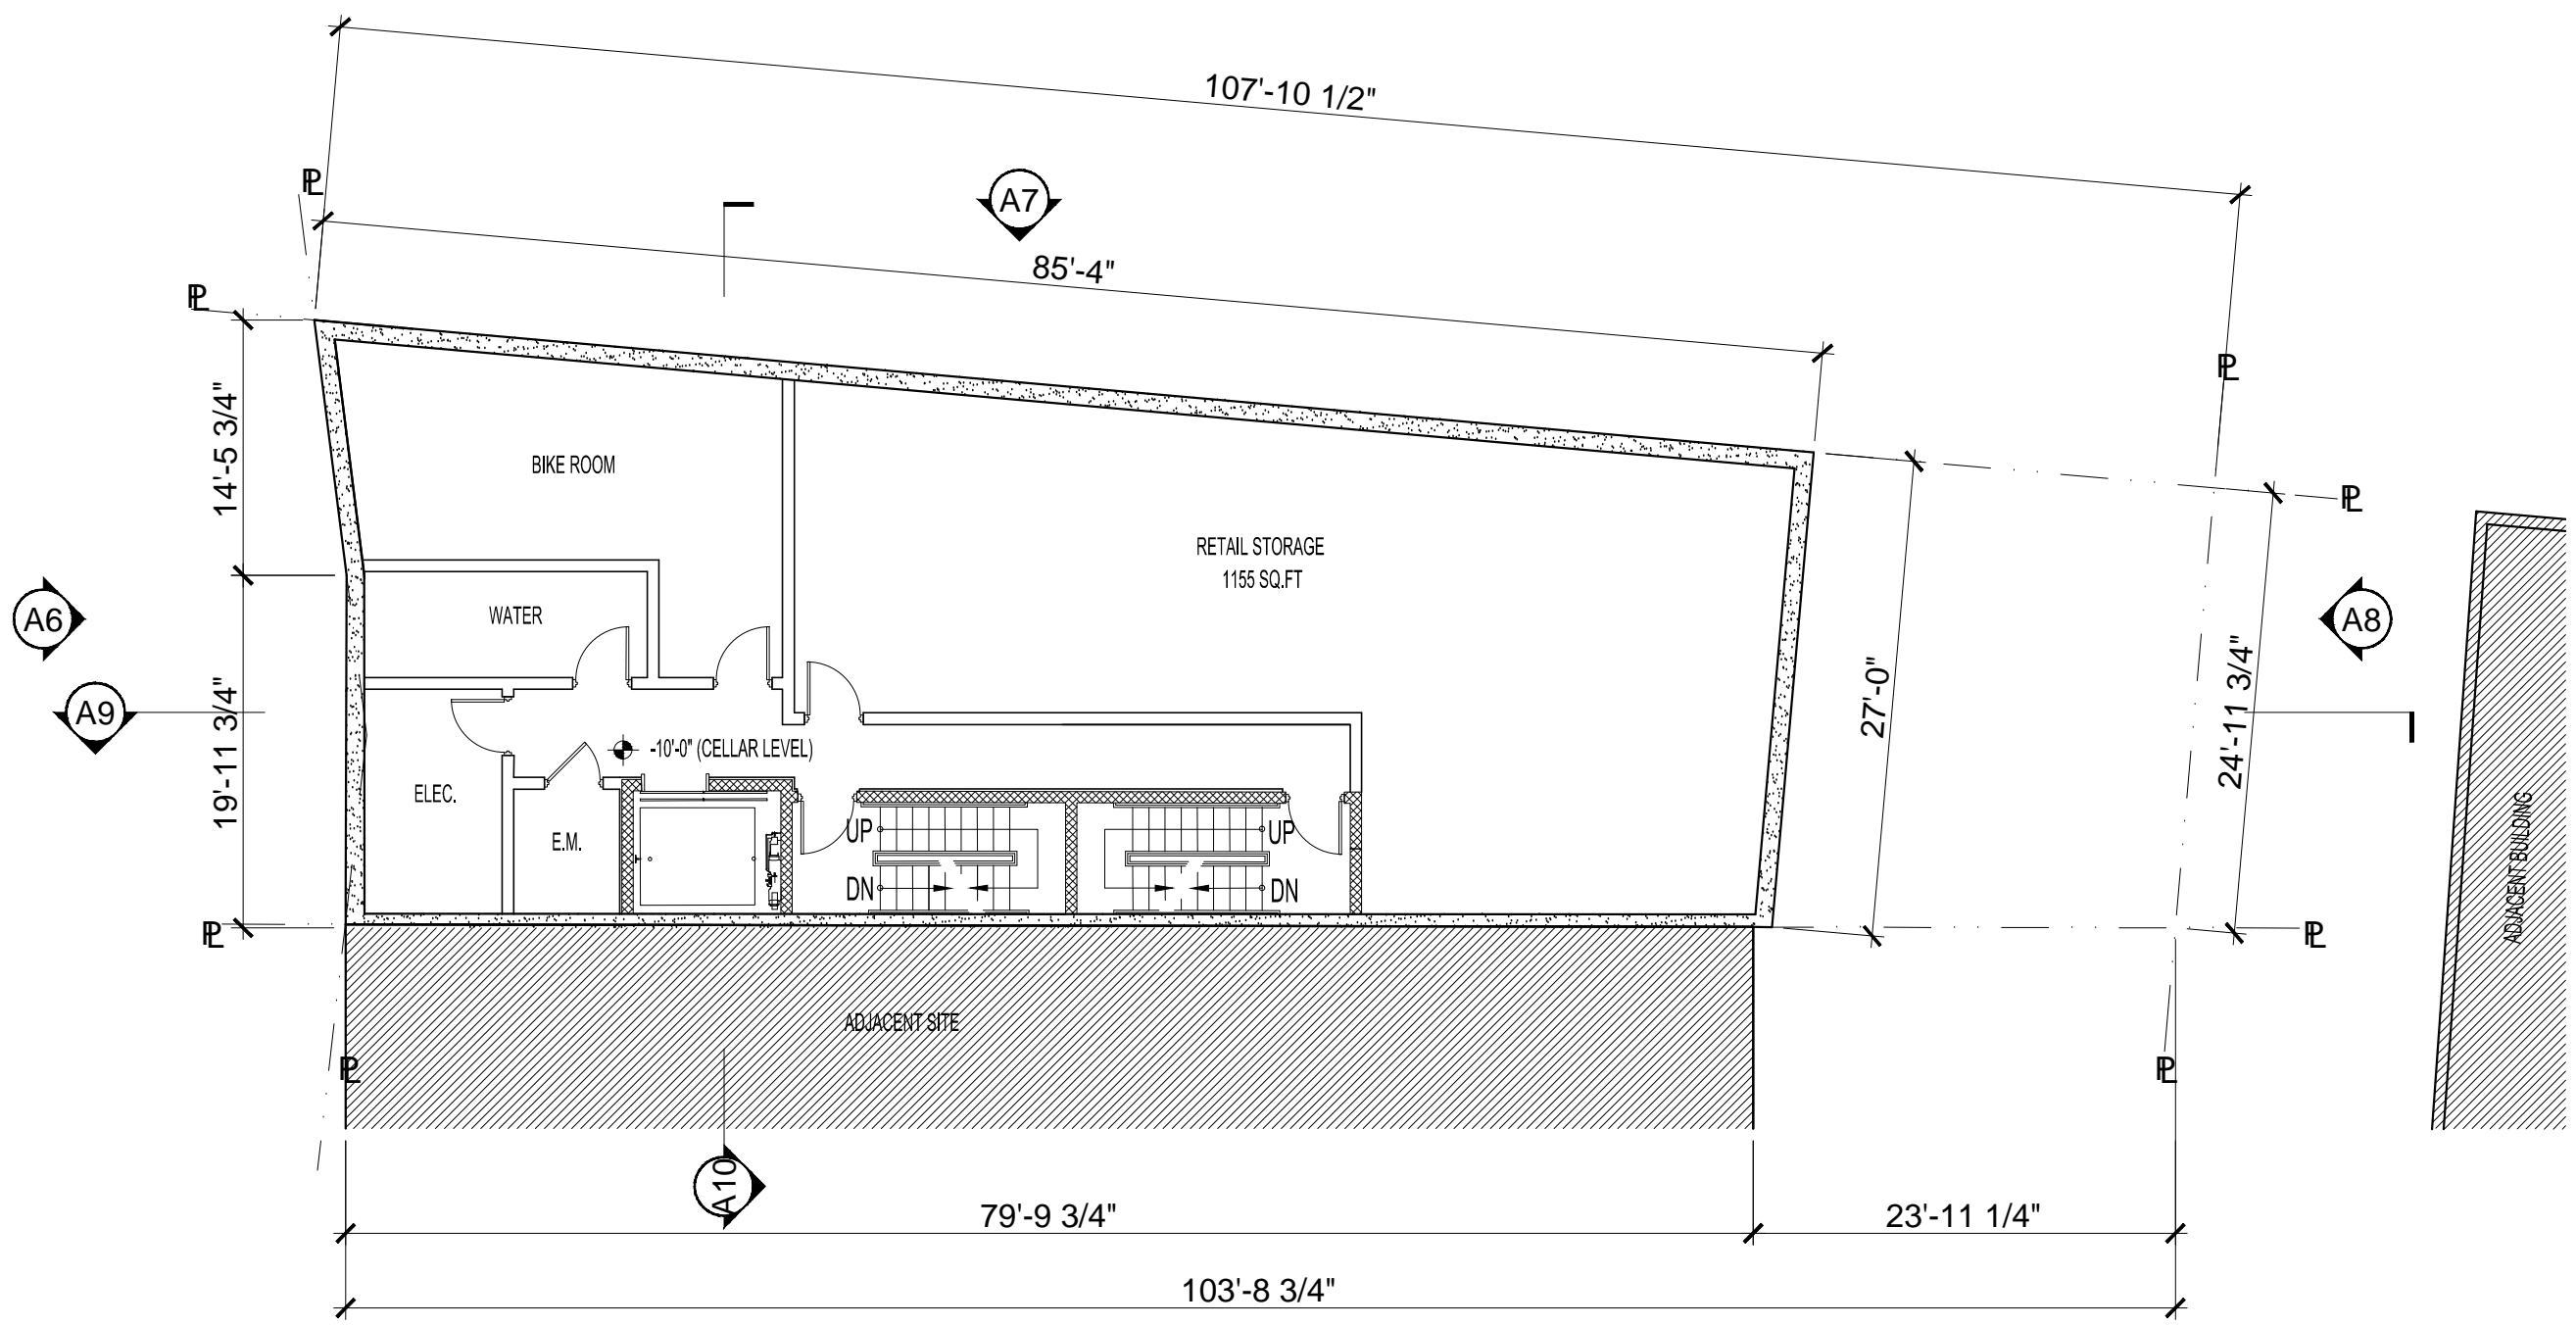 107'-10 1/2"
A7
85'-4"
PL
PL
PL
PL
14'-5 3/4"
BIKE ROOM
RETAIL STORAGE
1155 SQ.FT
WATER
A6
A8
A9
19'-11 3/4"
27'-0"
24'-11 3/4"
-10'-0" (CELLAR LEVEL)
ELEC.
E.M.
UP
UP
DN
DN
ADJACENT BUILDING
PL
PL
ADJACENT SITE
PL
PL
A10
79'-9 3/4"
23'-11 1/4"
103'-8 3/4"